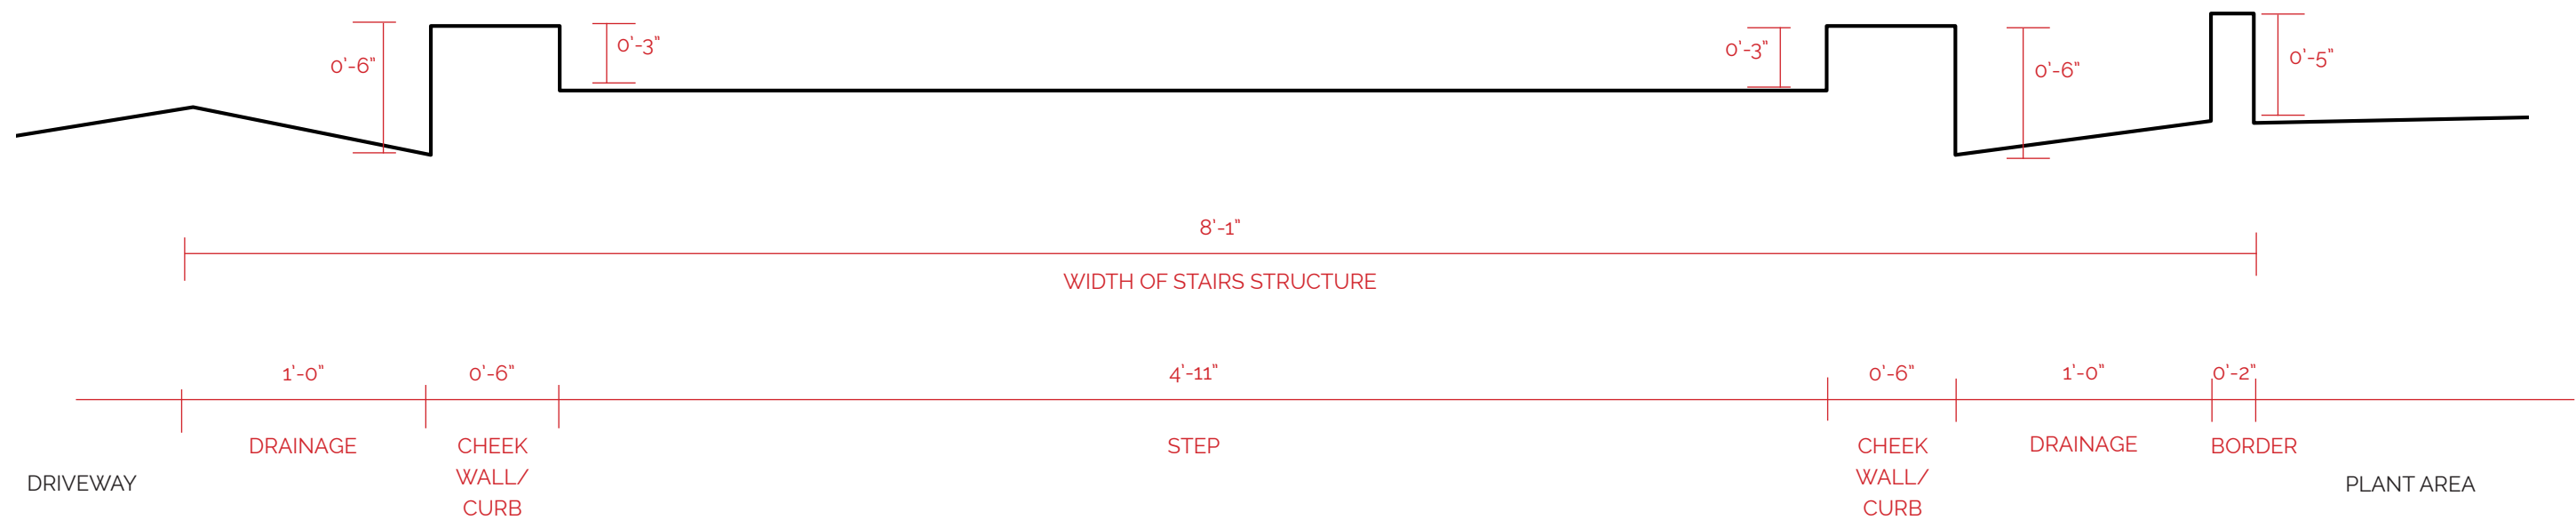 0'-6"
0'-3"
0'-3"
0'-6"
0'-5"
8'-1"
WIDTH OF STAIRS STRUCTURE
1'-0"
0'-6"
4'-11"
0'-6"
1'-0"
0'-2"
DRAINAGE
CHEEK
WALL/
CURB
STEP
CHEEK
WALL/
CURB
DRAINAGE
BORDER
DRIVEWAY
PLANT AREA